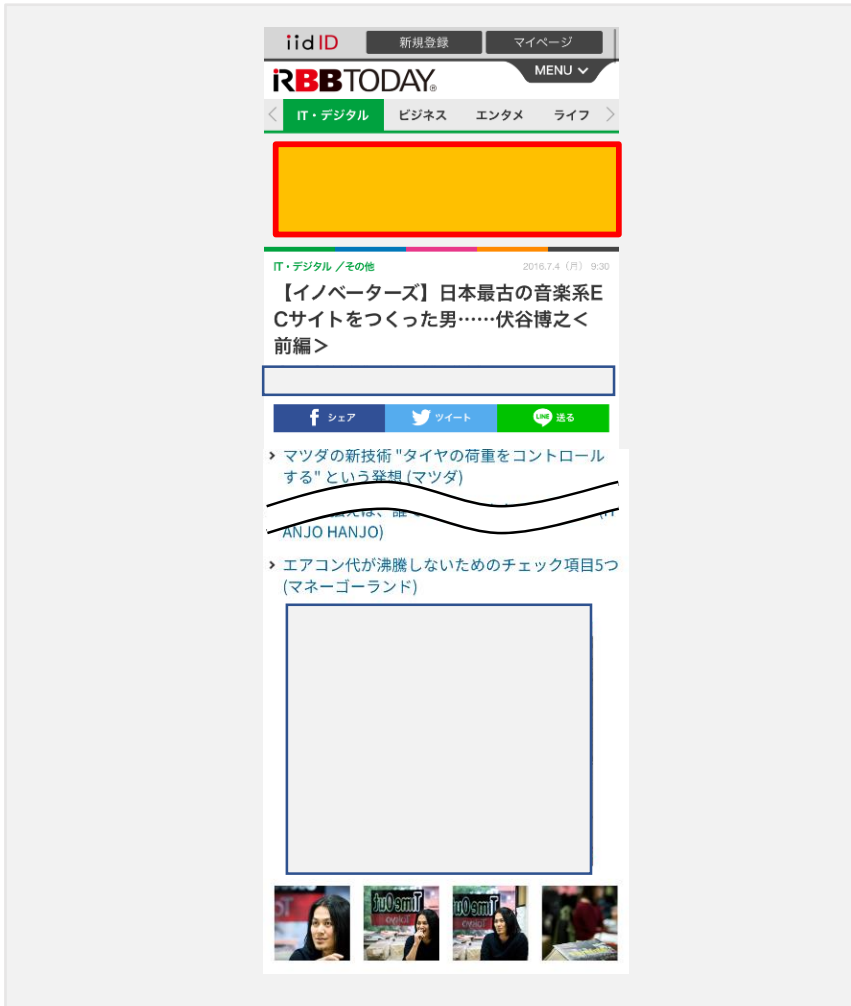 iid ID 新規登録 マイページ
RBB TODAY® MENU
IT・デジタル ビジネス エンタメ ライフ
IT・デジタル ／その他 2016.7.4（月） 9:30
【イノベーターズ】日本最古の音楽系E
Cサイトをつくった男……伏谷博之＜
前編＞
シェア ツイート LINE 送る
マツダの新技術 "タイヤの荷重をコントロール
する" という発想 (マツダ)
ANJO HANJO)
エアコン代が沸騰しないためのチェック項目5つ
(マネーゴーランド)
Time Out Time Out